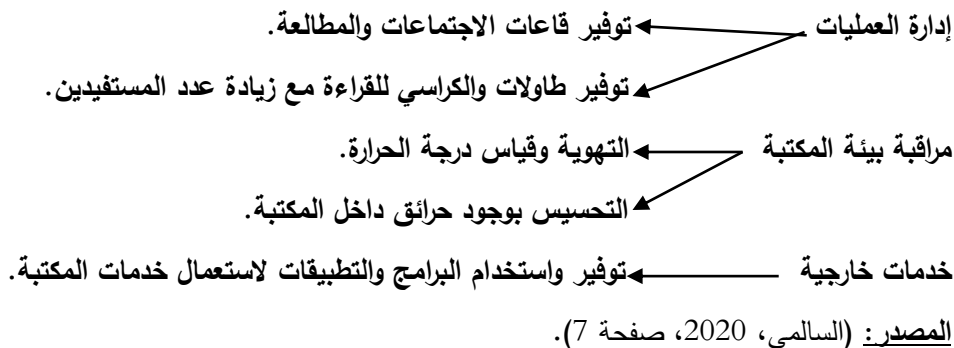 إدارة العمليات توفير قاعات الاجتماعات والمطالعة.
توفير طاولات والكراسي للقراءة مع زيادة عدد المستفيدين.
مراقبة بيئة المكتبة التهوية وقياس درجة الحرارة.
التحسيس بوجود حرائق داخل المكتبة.
خدمات خارجية توفير واستخدام البرامج والتطبيقات لاستعمال خدمات المكتبة.
المصدر: (السالمي، 2020، صفحة 7).